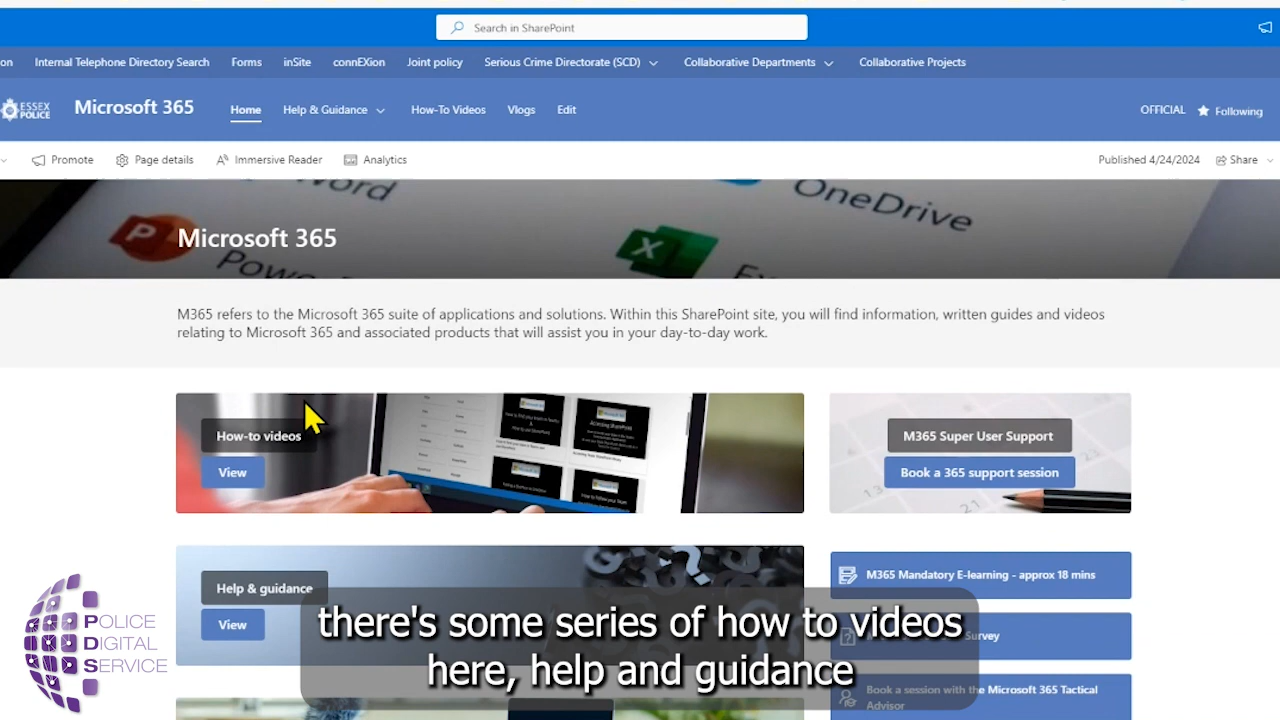 Search in SharePoint
on Internal Telephone Directory Search Forms inSite connEXion Joint policy Serious Crime Directorate (SCD) Collaborative Departments Collaborative Projects
ESSEX
POLICE
Microsoft 365 Home Help & Guidance How-To Videos Vlogs Edit OFFICIAL Following
Promote Page details Immersive Reader Analytics Published 4/24/2024 Share
Word OneDrive
Microsoft 365
M365 refers to the Microsoft 365 suite of applications and solutions. Within this SharePoint site, you will find information, written guides and videos
relating to Microsoft 365 and associated products that will assist you in your day-to-day work.
How-to videos
View
M365 Super User Support
Book a 365 support session
Help & guidance
View
M365 Mandatory E-learning - approx 18 mins
Survey
Book a session with the Microsoft 365 Tactical
Advisor
there's some series of how to videos
here, help and guidance
POLICE
DIGITAL
SERVICE